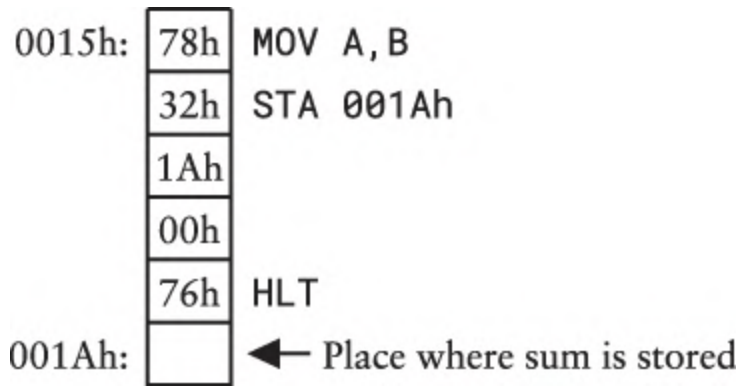 0015h: 78h MOV A,B
32h STA 001Ah
1Ah
00h
76h HLT
001Ah: Place where sum is stored